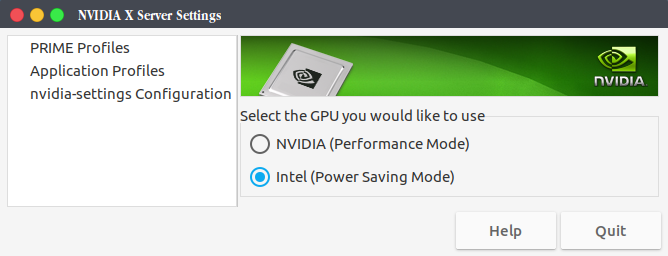 NVIDIA X Server Settings
PRIME Profiles
Application Profiles
nvidia-settings Configuration
NVIDIA.
Select the GPU you would like to use
NVIDIA (Performance Mode)
Intel (Power Saving Mode)
Help
Quit